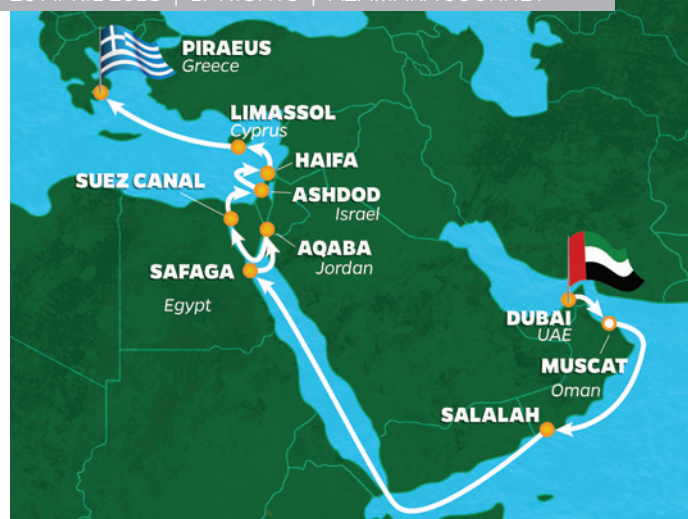 PIRAEUS
Greece
LIMASSOL
Cyprus
HAIFA
SUEZ CANAL
ASHDOD
Israel
AQABA
Jordan
SAFAGA
Egypt
DUBAI
UAE
MUSCAT
Oman
SALALAH